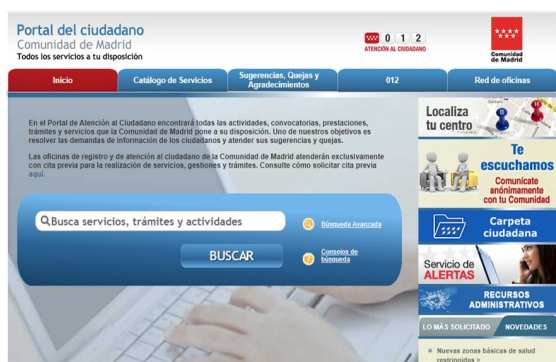 Portal del ciudadano
Comunidad de Madrid
Todos los servicios a tu disposición
0 1 2
ATENCIÓN AL CIUDADANO
Comunidad
de Madrid
Inicio
Catálogo de Servicios
Sugerencias, Quejas y
Agradecimientos
012
Red de oficinas
En el Portal de Atención al Ciudadano encontrará todas las actividades, convocatorias, prestaciones,
trámites y servicios que la Comunidad de Madrid pone a su disposición. Uno de nuestros objetivos es
resolver las demandas de información de los ciudadanos y atender sus sugerencias y quejas.
Las oficinas de registro y de atención al ciudadano de la Comunidad de Madrid atenderán exclusivamente
con cita previa para la realización de servicios, gestiones y trámites. Consulte cómo solicitar cita previa
aquí.
Busca servicios, trámites y actividades
Búsqueda Avanzada
BUSCAR
Consejos de
búsqueda
Localiza
tu centro
Te
escuchamos
Comunícate
anónimamente
con tu Comunidad
Carpeta
ciudadana
Servicio de
ALERTAS
RECURSOS
ADMINISTRATIVOS
LO MÁS SOLICITADO
NOVEDADES
Nuevas zonas básicas de salud
restringidas >